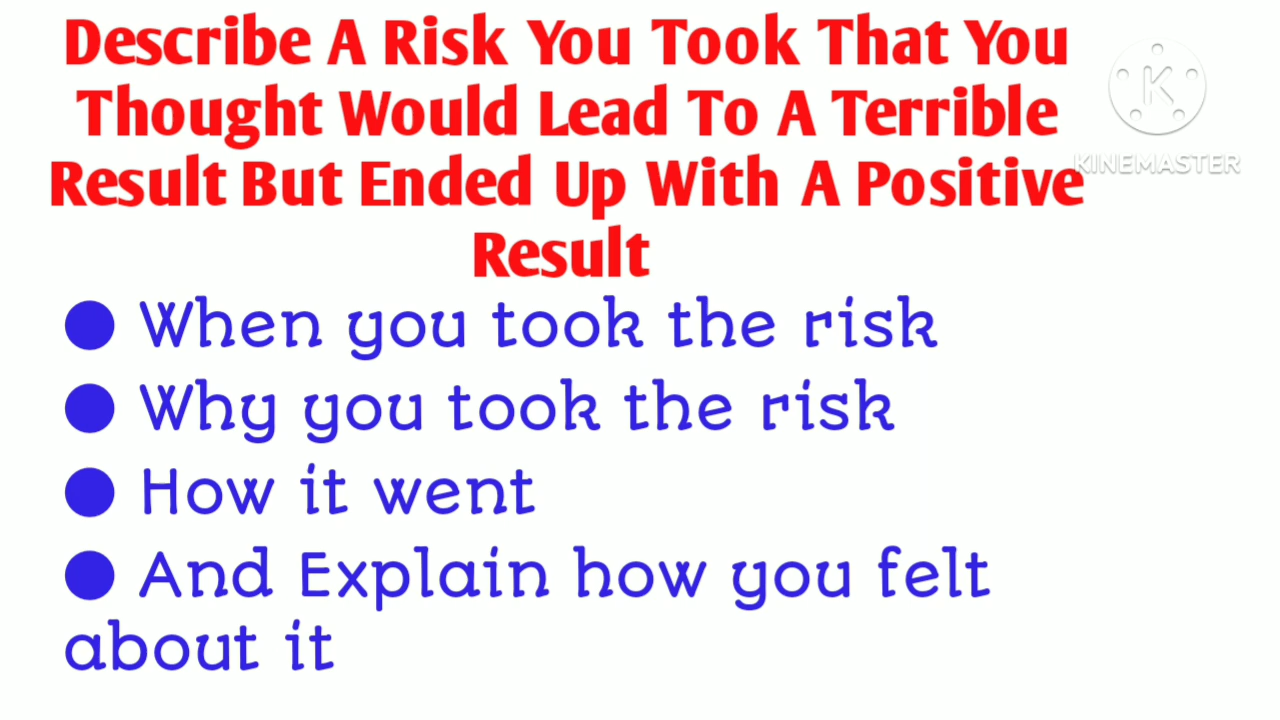 Describe A Risk You Took That You
Thought Would Lead To A Terrible
Result But Ended Up With A Positive
Result
K
KINEMASTER
● When you took the risk
● Why you took the risk
● How it went
● And Explain how you felt
about it